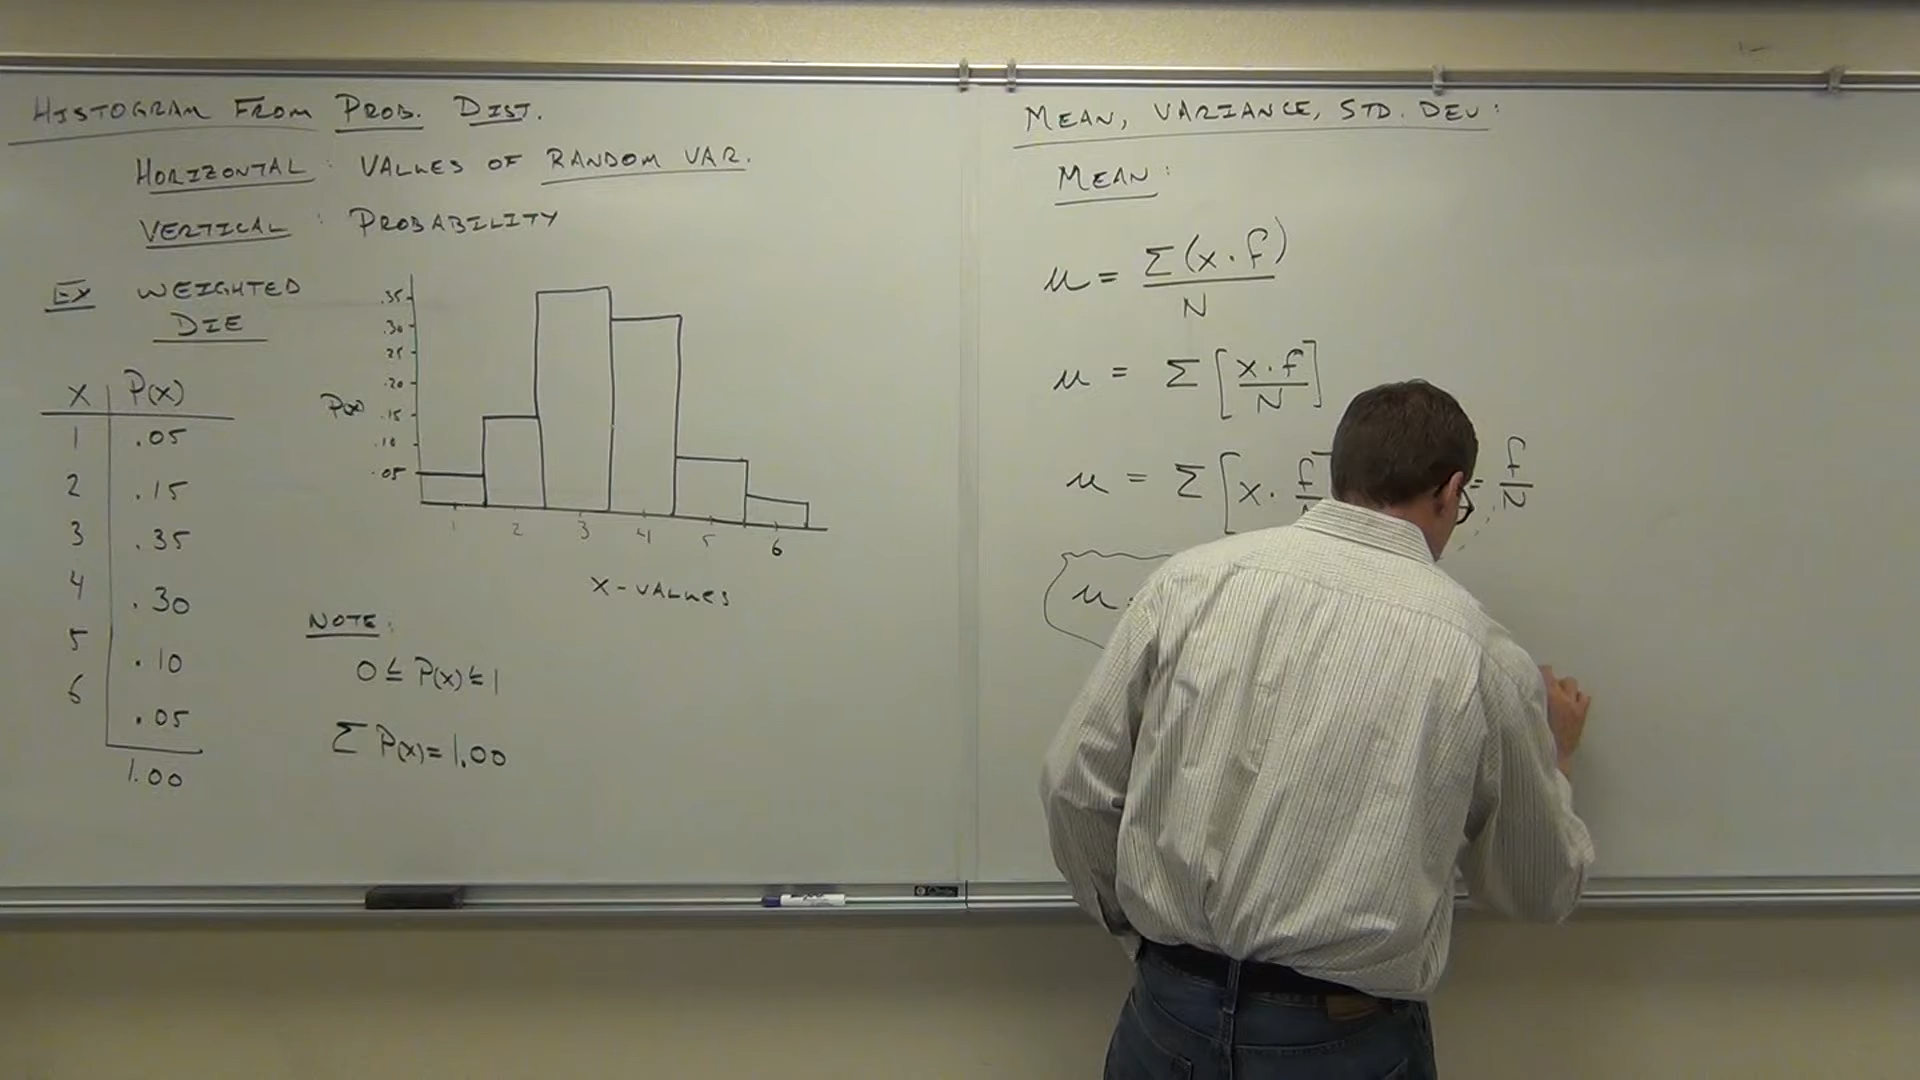 HISTOGRAM FROM PROB. DIST.
HORIZONTAL: VALUES OF RANDOM VAR.
VERTICAL: PROBABILITY
EX WEIGHTED
DIE
X P(x)
1 .05
2 .15
3 .35
4 .30
5 .10
6 .05
1.00
.35
.30
.25
.20
P(x) .15
.10
.05
1 2 3 4 5 6
X-VALUES
NOTE:
0 ≤ P(x) ≤ 1
Σ P(x) = 1.00
MEAN, VARIANCE, STD. DEV:
MEAN:
μ = Σ(x·f)
N
μ = Σ [x·f
N]
μ = Σ [x· f
= f
N
μ